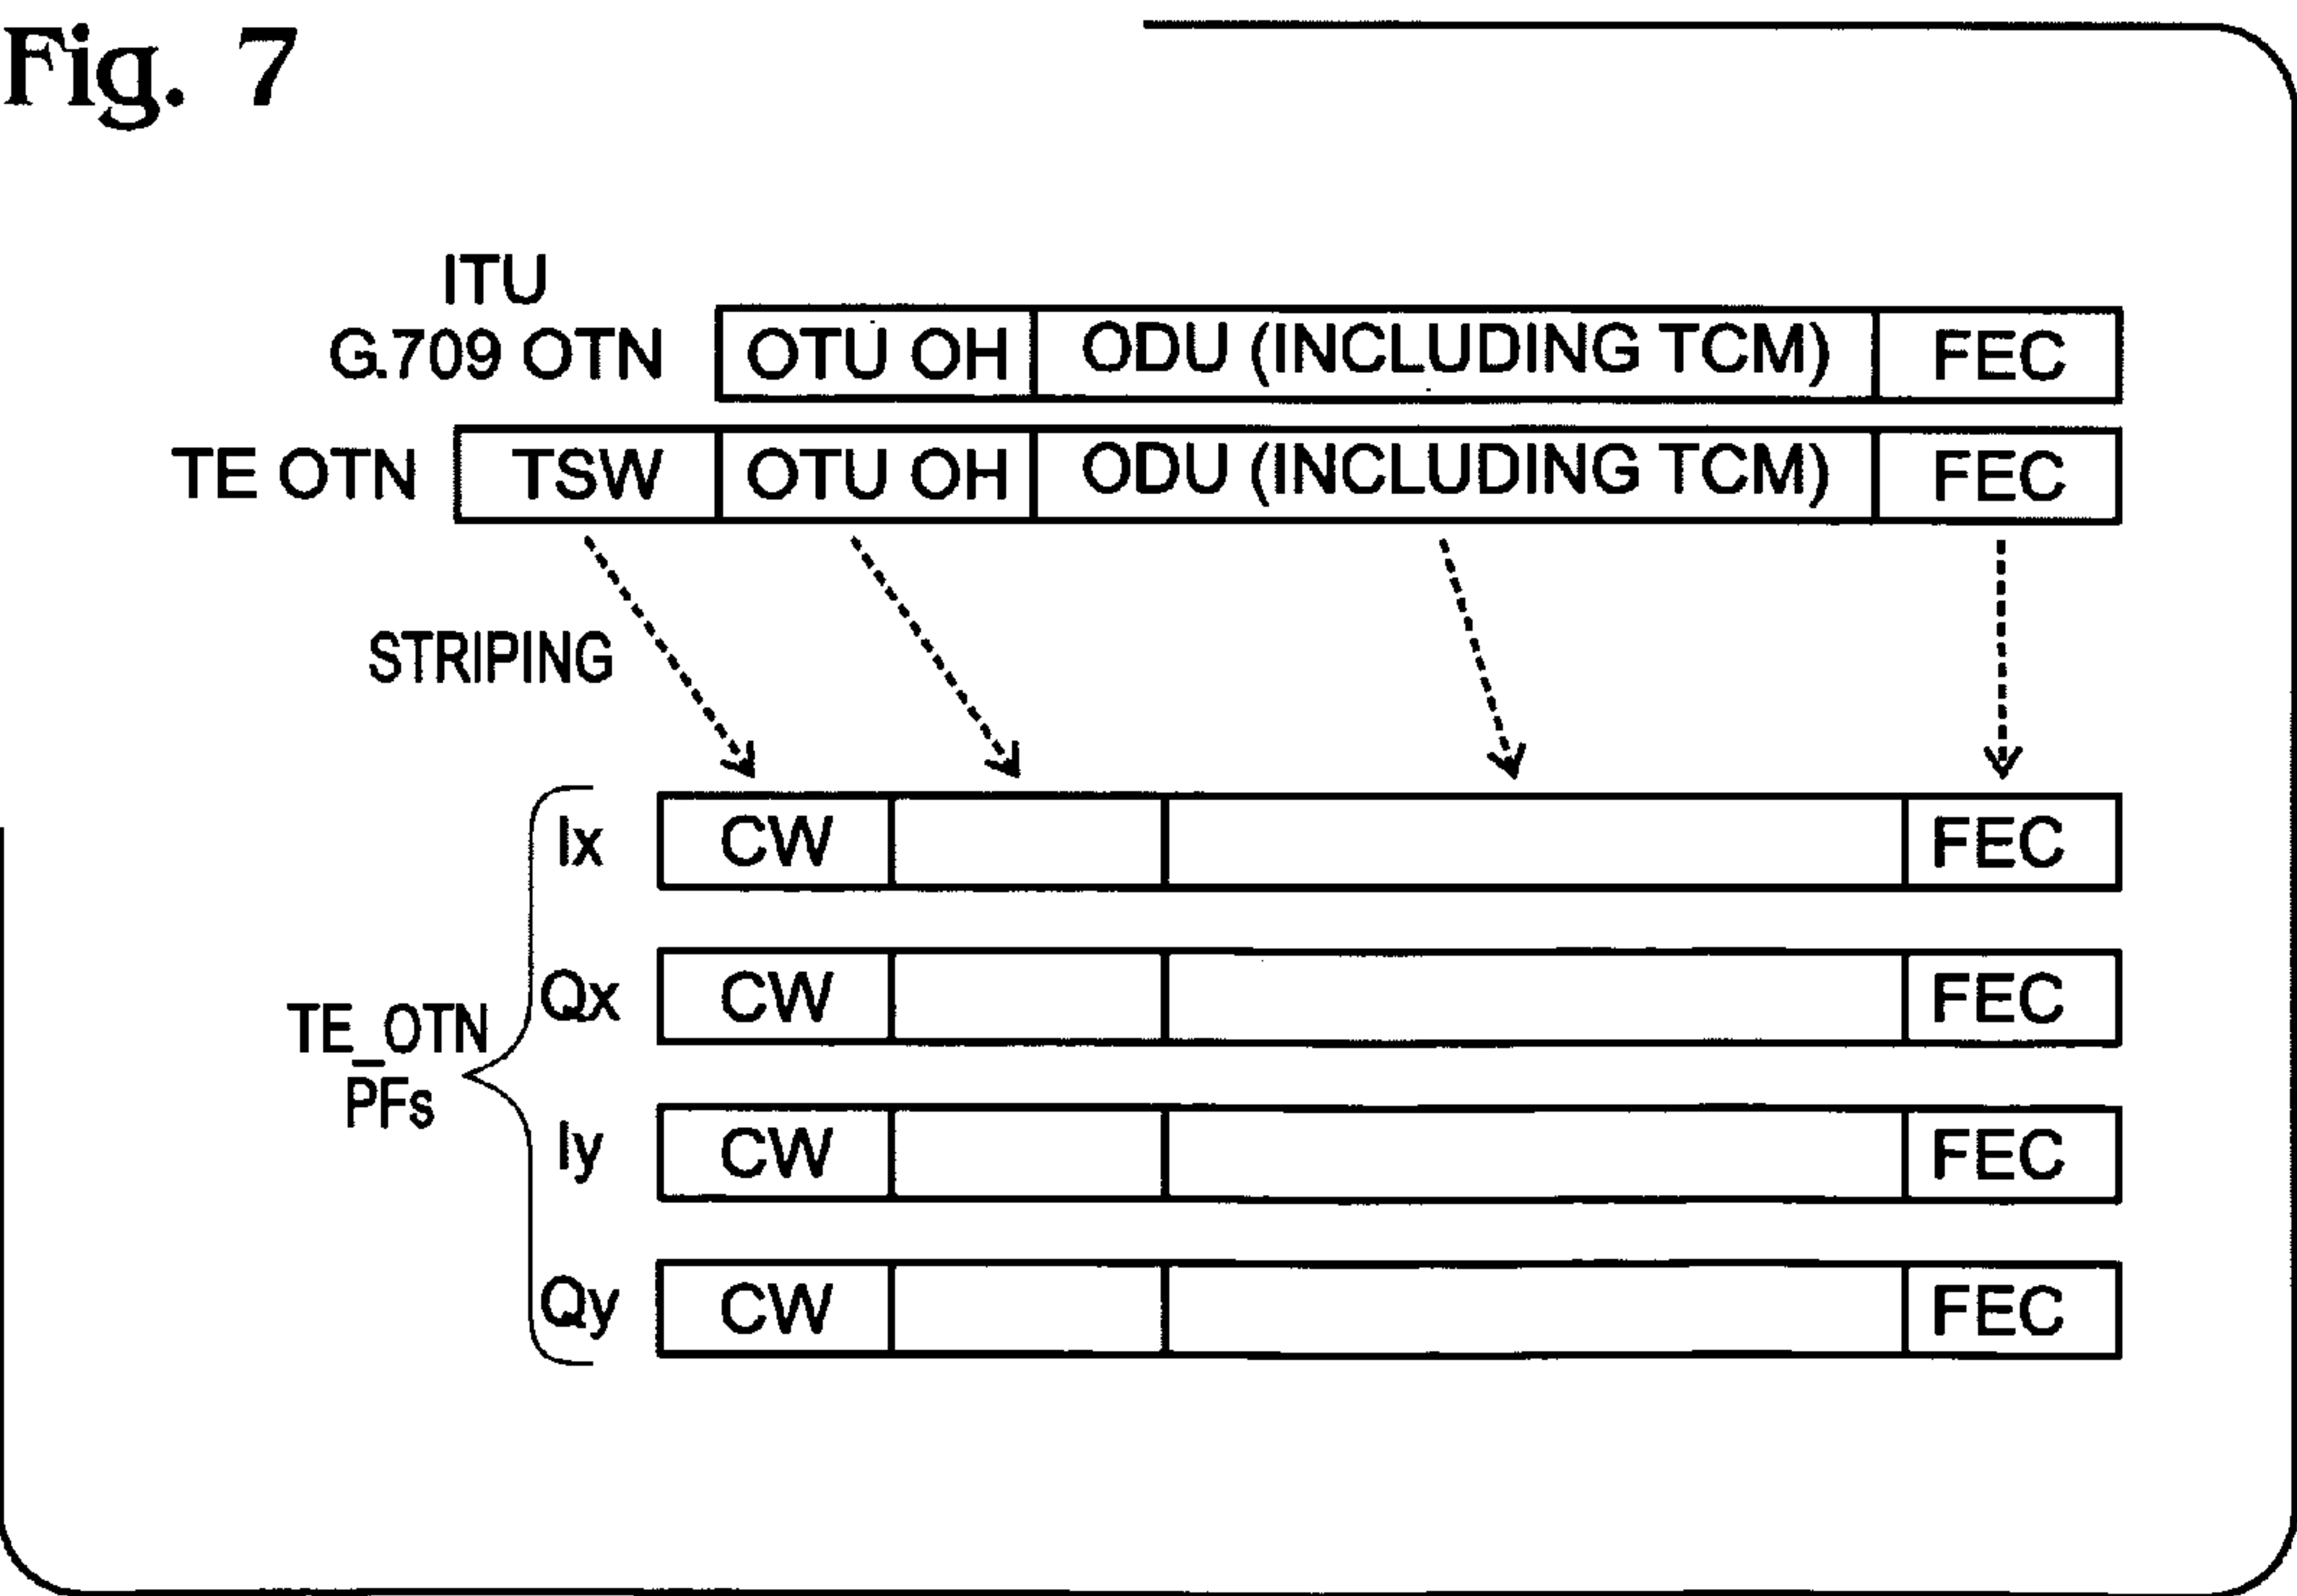 Fig. 7
ITU
G.709 OTN OTU OH ODU (INCLUDING TCM) FEC
TE OTN TSW OTU OH ODU (INCLUDING TCM) FEC
STRIPING
Ix CW FEC
Qx CW FEC
TE_OTN
PFs
Iy CW FEC
Qy CW FEC